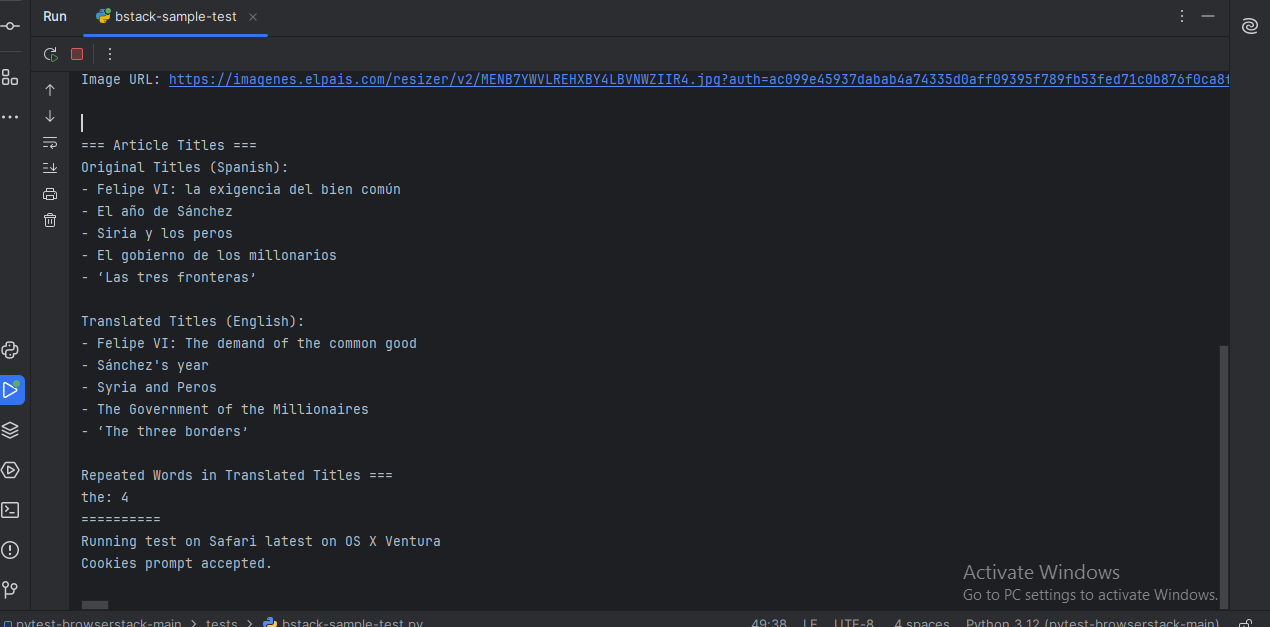 Run
bstack-sample-test
Image URL: https://imagenes.elpais.com/resizer/v2/MENB7YWVLREHXBY4LBVNWZIIR4.jpg?auth=ac099e45937dabab4a74335d0aff09395f789fb53fed71c0b876f0ca8f
=== Article Titles ===
Original Titles (Spanish):
- Felipe VI: la exigencia del bien común
- El año de Sánchez
- Siria y los peros
- El gobierno de los millonarios
- ‘Las tres fronteras’
Translated Titles (English):
- Felipe VI: The demand of the common good
- Sánchez's year
- Syria and Peros
- The Government of the Millionaires
- ‘The three borders’
Repeated Words in Translated Titles ===
the: 4
==========
Running test on Safari latest on OS X Ventura
Cookies prompt accepted.
Activate Windows
Go to PC settings to activate Windows.
pytest-browserstack-main > tests > bstack-sample-test.py 49:38 LF UTF-8 4 spaces Python 3.12 (pytest-browserstack-main)